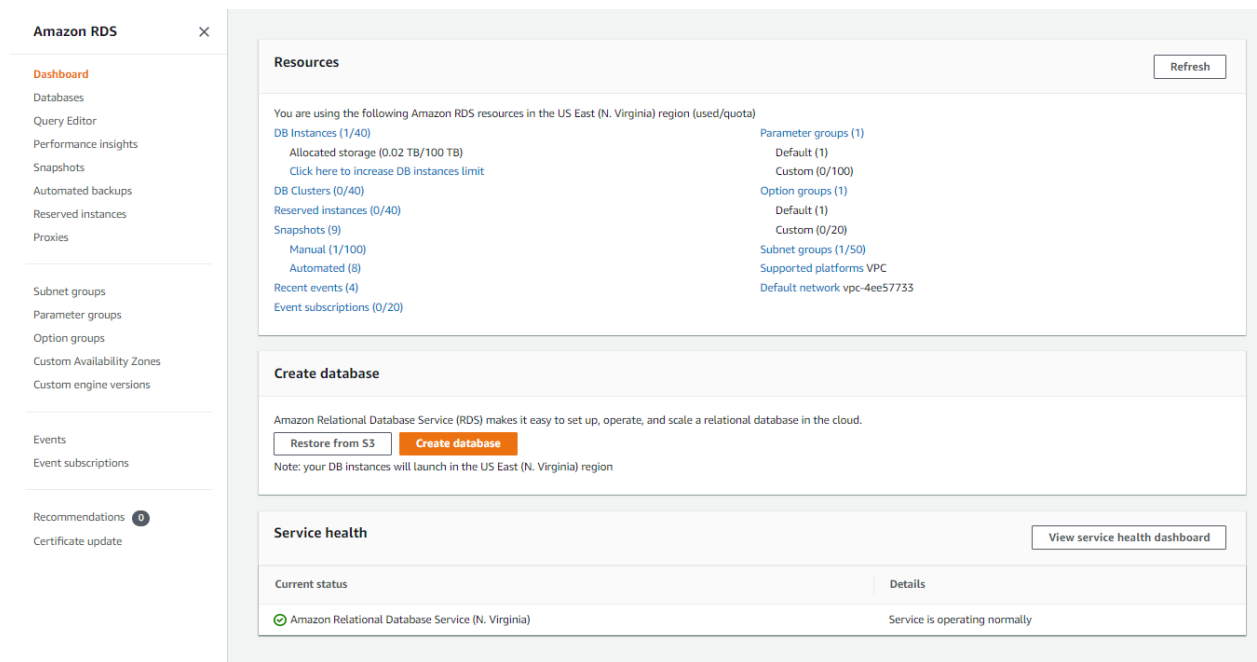 Amazon RDS
Dashboard
Databases
Query Editor
Performance insights
Snapshots
Automated backups
Reserved instances
Proxies
Subnet groups
Parameter groups
Option groups
Custom Availability Zones
Custom engine versions
Events
Event subscriptions
Recommendations 0
Certificate update
Resources
Refresh
You are using the following Amazon RDS resources in the US East (N. Virginia) region (used/quota)
DB Instances (1/40)
Allocated storage (0.02 TB/100 TB)
Click here to increase DB instances limit
DB Clusters (0/40)
Reserved instances (0/40)
Snapshots (9)
Manual (1/100)
Automated (8)
Recent events (4)
Event subscriptions (0/20)
Parameter groups (1)
Default (1)
Custom (0/100)
Option groups (1)
Default (1)
Custom (0/20)
Subnet groups (1/50)
Supported platforms VPC
Default network vpc-4ee57733
Create database
Amazon Relational Database Service (RDS) makes it easy to set up, operate, and scale a relational database in the cloud.
Restore from S3 Create database
Note: your DB instances will launch in the US East (N. Virginia) region
Service health
View service health dashboard
Current status Details
Amazon Relational Database Service (N. Virginia) Service is operating normally